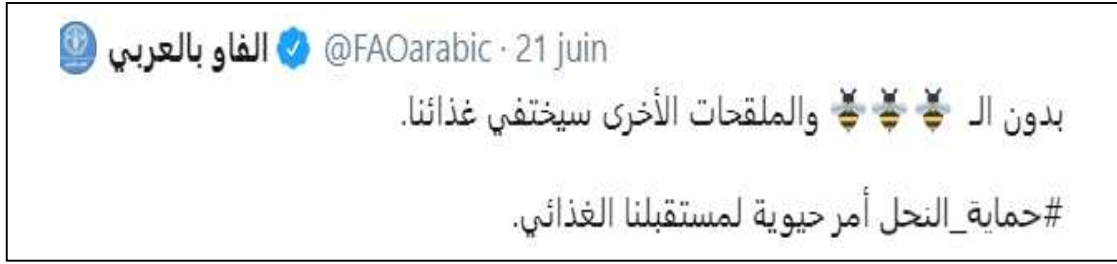 الفاو بالعربي @FAOarabic · 21 juin
بدون الـ 🐝🐝🐝 والملقحات الأخرى سيختفي غذائنا.
#حماية_النحل أمر حيوية لمستقبلنا الغذائي.